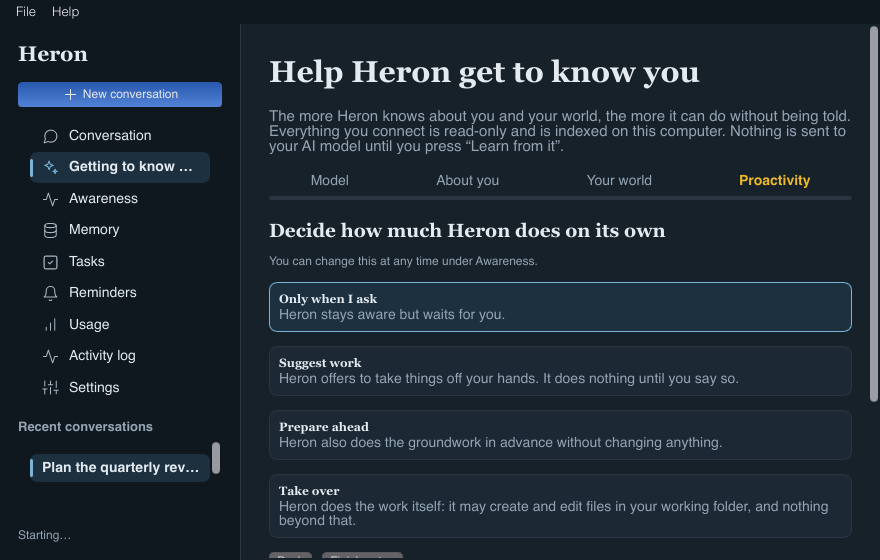 File Help
Heron
New conversation
Conversation
Getting to know ...
Awareness
Memory
Tasks
Reminders
Usage
Activity log
Settings
Recent conversations
Plan the quarterly rev...
Starting...
Help Heron get to know you
The more Heron knows about you and your world, the more it can do without being told.
Everything you connect is read-only and is indexed on this computer. Nothing is sent to
your AI model until you press “Learn from it”.
Model About you Your world Proactivity
Decide how much Heron does on its own
You can change this at any time under Awareness.
Only when I ask
Heron stays aware but waits for you.
Suggest work
Heron offers to take things off your hands. It does nothing until you say so.
Prepare ahead
Heron also does the groundwork in advance without changing anything.
Take over
Heron does the work itself: it may create and edit files in your working folder, and nothing
beyond that.